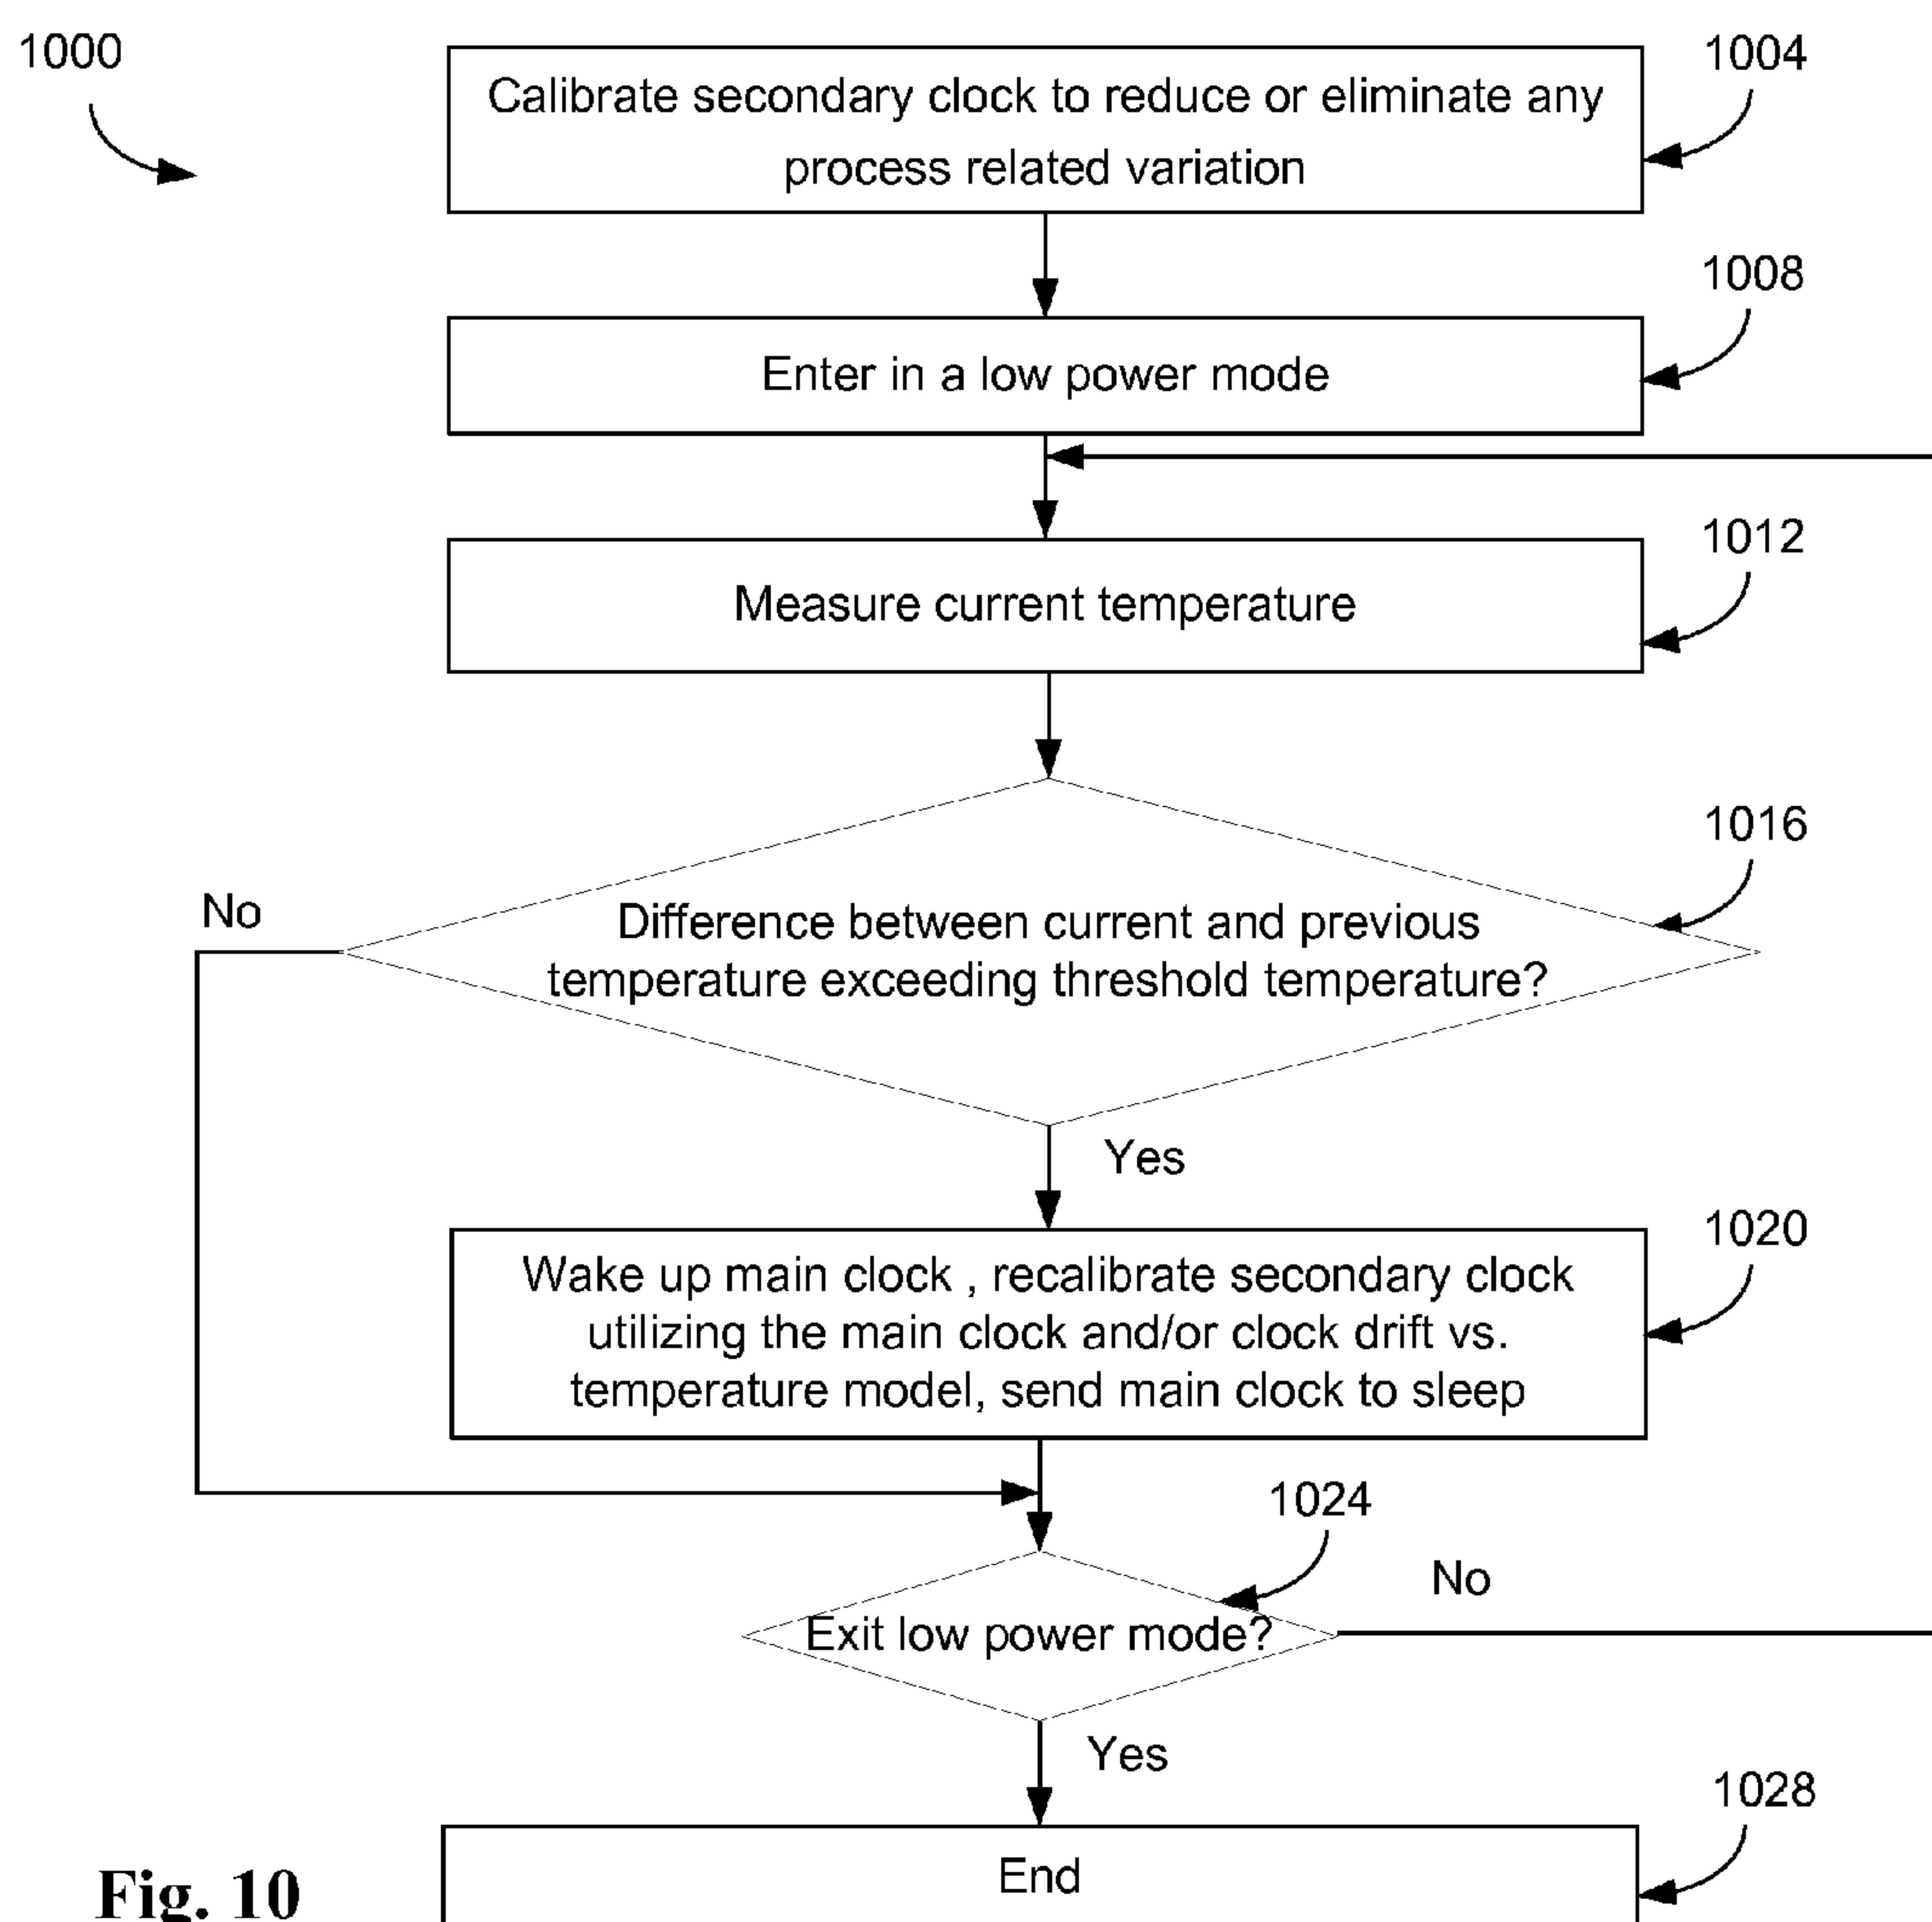 1000
1004
Calibrate secondary clock to reduce or eliminate any
process related variation
1008
Enter in a low power mode
1012
Measure current temperature
1016
No
Difference between current and previous
temperature exceeding threshold temperature?
Yes
1020
Wake up main clock , recalibrate secondary clock
utilizing the main clock and/or clock drift vs.
temperature model, send main clock to sleep
1024
No
Exit low power mode?
Yes
1028
End
Fig. 10